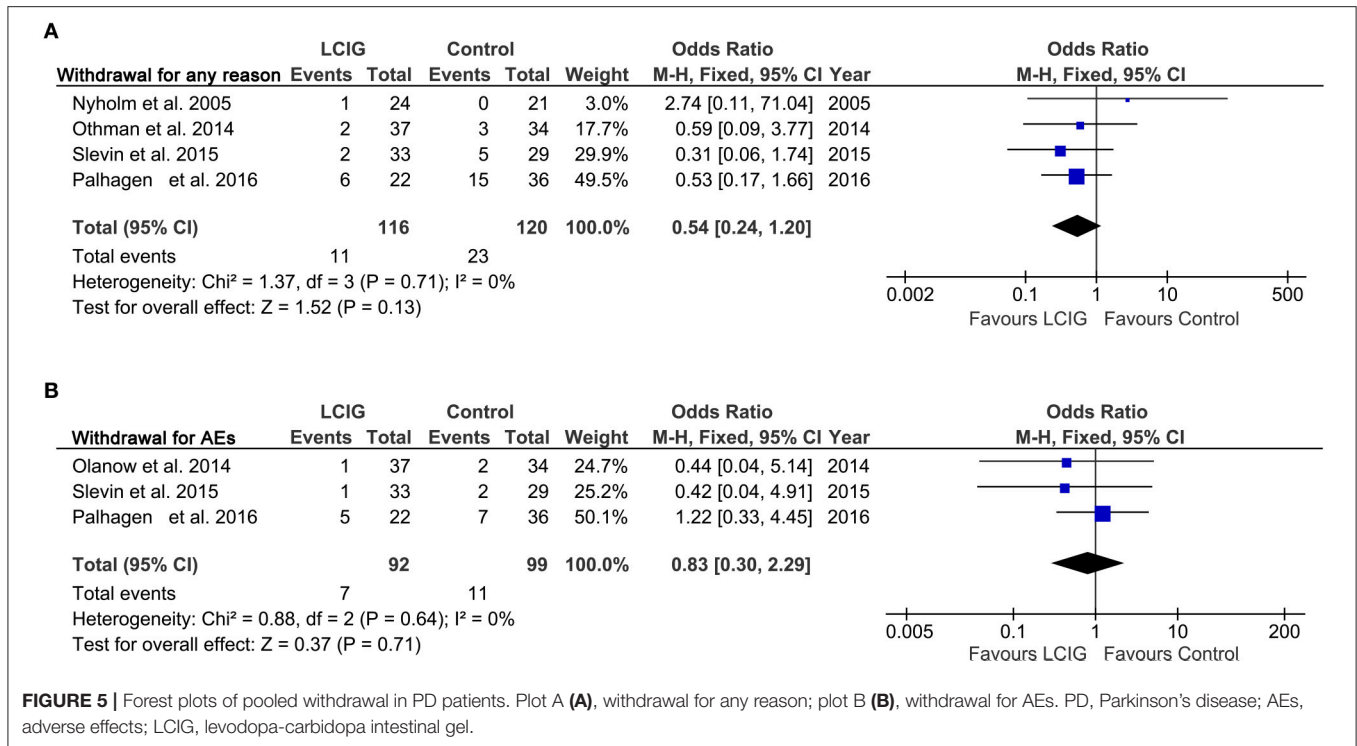 A
LCIG Control Odds Ratio Odds Ratio
Withdrawal for any reason Events Total Events Total Weight M-H, Fixed, 95% CI Year M-H, Fixed, 95% CI
Nyholm et al. 2005 1 24 0 21 3.0% 2.74 [0.11, 71.04] 2005
Othman et al. 2014 2 37 3 34 17.7% 0.59 [0.09, 3.77] 2014
Slevin et al. 2015 2 33 5 29 29.9% 0.31 [0.06, 1.74] 2015
Palhagen et al. 2016 6 22 15 36 49.5% 0.53 [0.17, 1.66] 2016
Total (95% CI) 116 120 100.0% 0.54 [0.24, 1.20]
Total events 11 23
Heterogeneity: Chi² = 1.37, df = 3 (P = 0.71); I² = 0%
Test for overall effect: Z = 1.52 (P = 0.13)
0.002 0.1 1 10 500
Favours LCIG Favours Control
B
LCIG Control Odds Ratio Odds Ratio
Withdrawal for AEs Events Total Events Total Weight M-H, Fixed, 95% CI Year M-H, Fixed, 95% CI
Olanow et al. 2014 1 37 2 34 24.7% 0.44 [0.04, 5.14] 2014
Slevin et al. 2015 1 33 2 29 25.2% 0.42 [0.04, 4.91] 2015
Palhagen et al. 2016 5 22 7 36 50.1% 1.22 [0.33, 4.45] 2016
Total (95% CI) 92 99 100.0% 0.83 [0.30, 2.29]
Total events 7 11
Heterogeneity: Chi² = 0.88, df = 2 (P = 0.64); I² = 0%
Test for overall effect: Z = 0.37 (P = 0.71)
0.005 0.1 1 10 200
Favours LCIG Favours Control
FIGURE 5 | Forest plots of pooled withdrawal in PD patients. Plot A (A), withdrawal for any reason; plot B (B), withdrawal for AEs. PD, Parkinson's disease; AEs,
adverse effects; LCIG, levodopa-carbidopa intestinal gel.